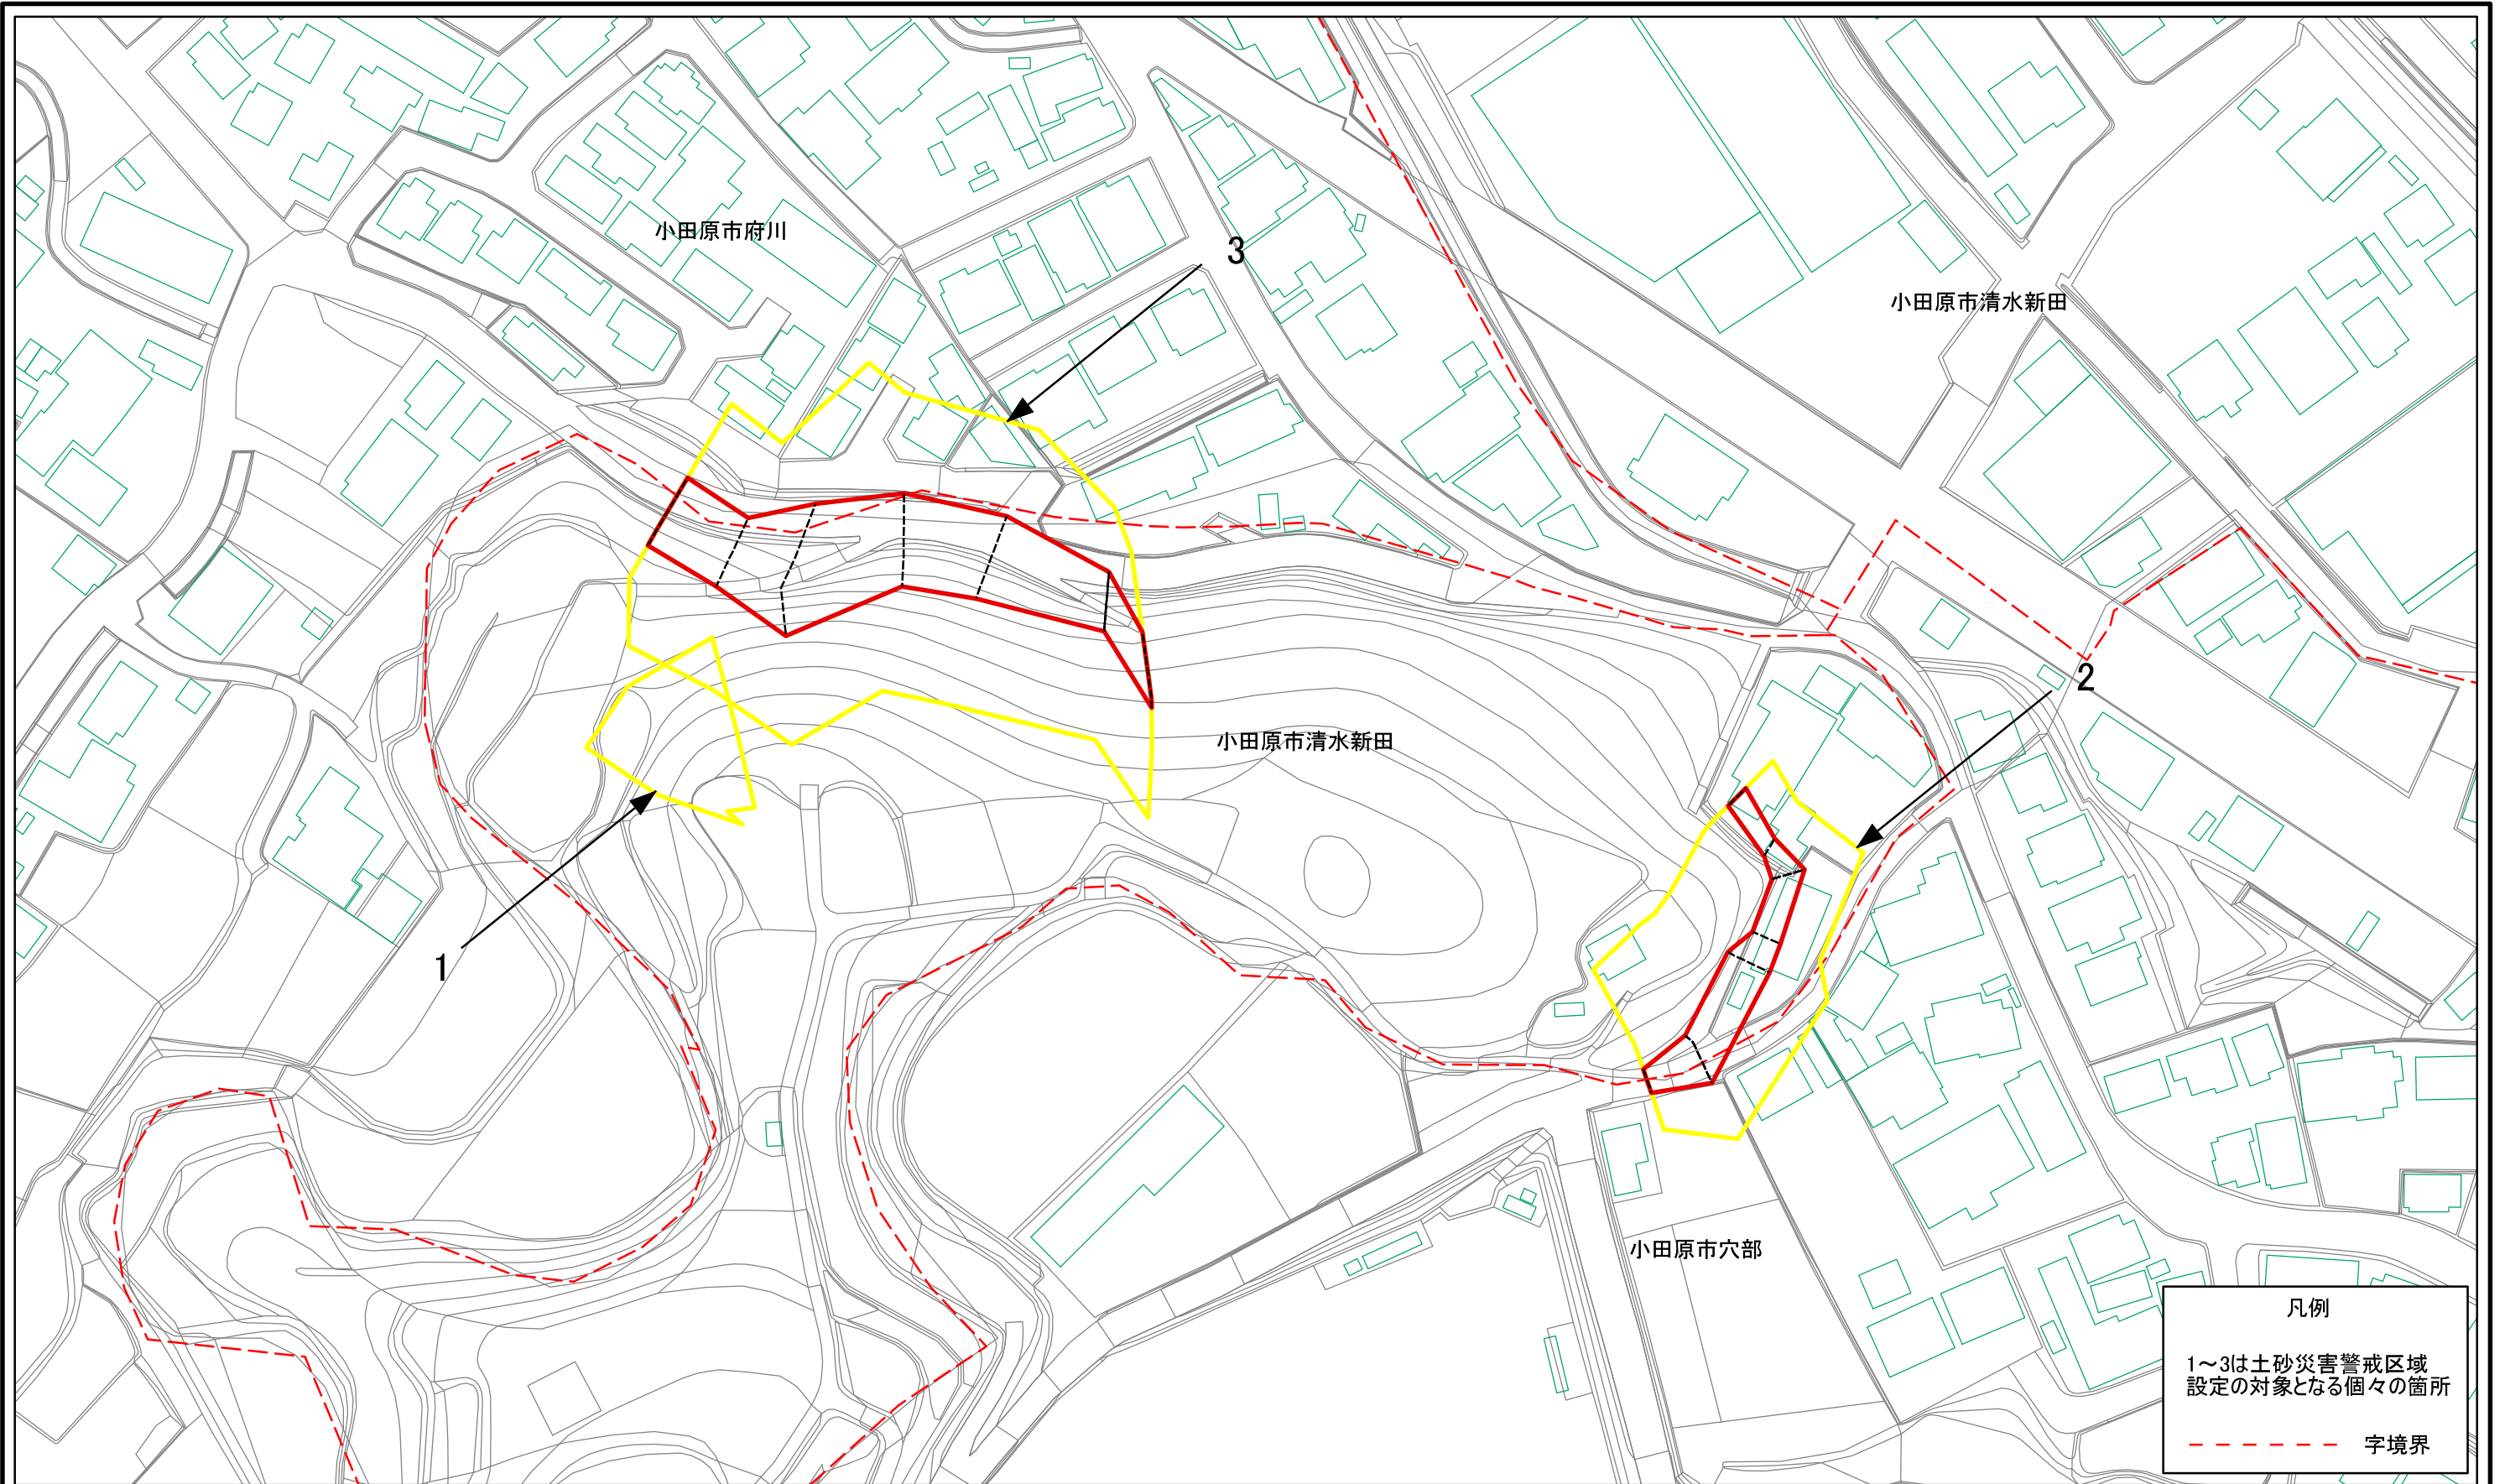 小田原市府川
3
小田原市清水新田
2
小田原市清水新田
1
小田原市穴部
凡例
1～3は土砂災害警戒区域
設定の対象となる個々の箇所
字境界